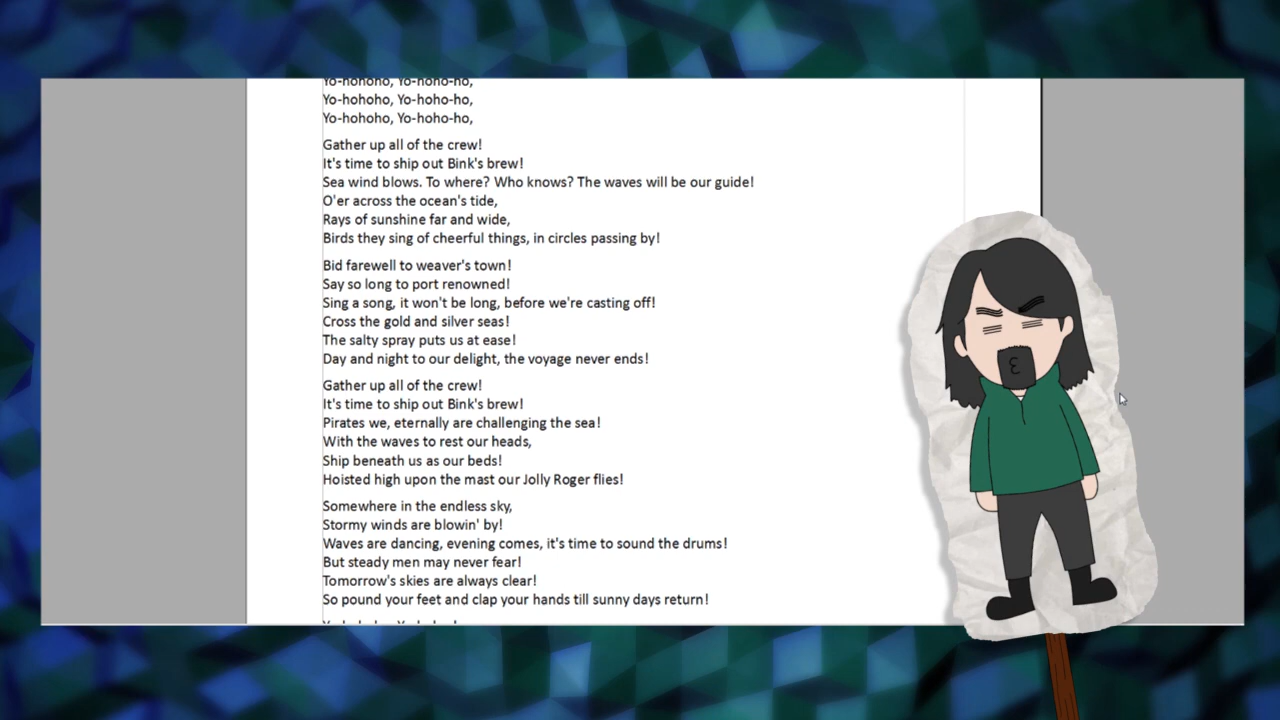 Yo-hohoho, Yo-hoho-ho,
Yo-hohoho, Yo-hoho-ho,
Yo-hohoho, Yo-hoho-ho,
Gather up all of the crew!
It's time to ship out Bink's brew!
Sea wind blows. To where? Who knows? The waves will be our guide!
O'er across the ocean's tide,
Rays of sunshine far and wide,
Birds they sing of cheerful things, in circles passing by!
Bid farewell to weaver's town!
Say so long to port renowned!
Sing a song, it won't be long, before we're casting off!
Cross the gold and silver seas!
The salty spray puts us at ease!
Day and night to our delight, the voyage never ends!
Gather up all of the crew!
It's time to ship out Bink's brew!
Pirates we, eternally are challenging the sea!
With the waves to rest our heads,
Ship beneath us as our beds!
Hoisted high upon the mast our Jolly Roger flies!
Somewhere in the endless sky,
Stormy winds are blowin' by!
Waves are dancing, evening comes, it's time to sound the drums!
But steady men may never fear!
Tomorrow's skies are always clear!
So pound your feet and clap your hands till sunny days return!